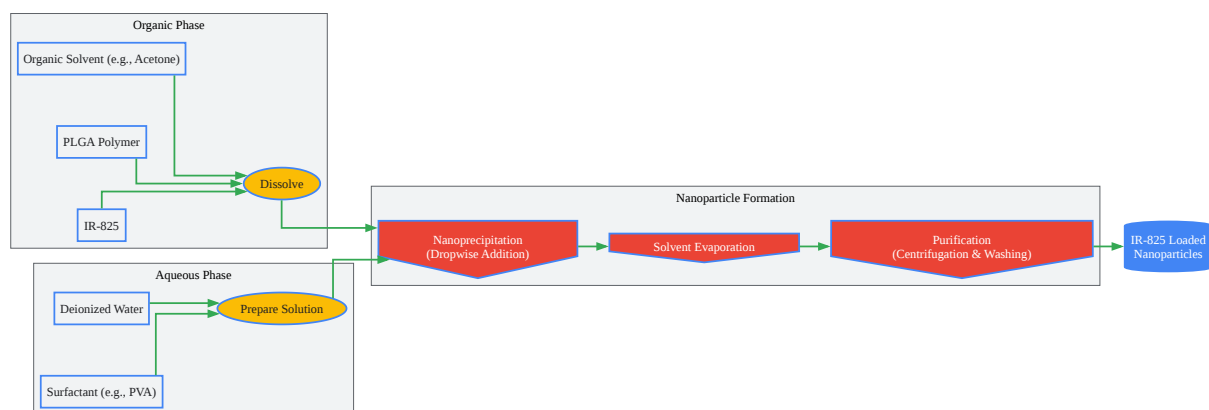 Organic Phase
Organic Solvent (e.g., Acetone)
PLGA Polymer
Dissolve
IR-825
Aqueous Phase
Deionized Water
Prepare Solution
Surfactant (e.g., PVA)
Nanoparticle Formation
Nanoprecipitation
(Dropwise Addition)
Solvent Evaporation
Purification
(Centrifugation & Washing)
IR-825 Loaded
Nanoparticles